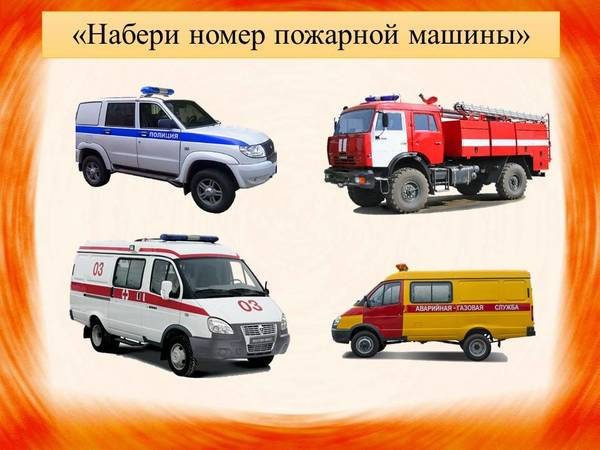 «Набери номер пожарной машины»
ПОЛИЦИЯ
03
03
АВАРИЙНАЯ - ГАЗОВАЯ СЛУЖБА